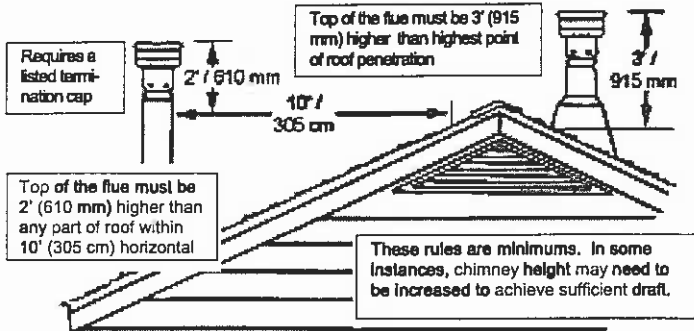 Requires a
listed termi-
nation cap
2' / 610 mm
10' /
305 cm
Top of the flue must be 3' (915
mm) higher than highest point
of roof penetration
3' /
915 mm
Top of the flue must be
2' (610 mm) higher than
any part of roof within
10' (305 cm) horizontal
These rules are minimums. In some
instances, chimney height may need to
be increased to achieve sufficient draft.